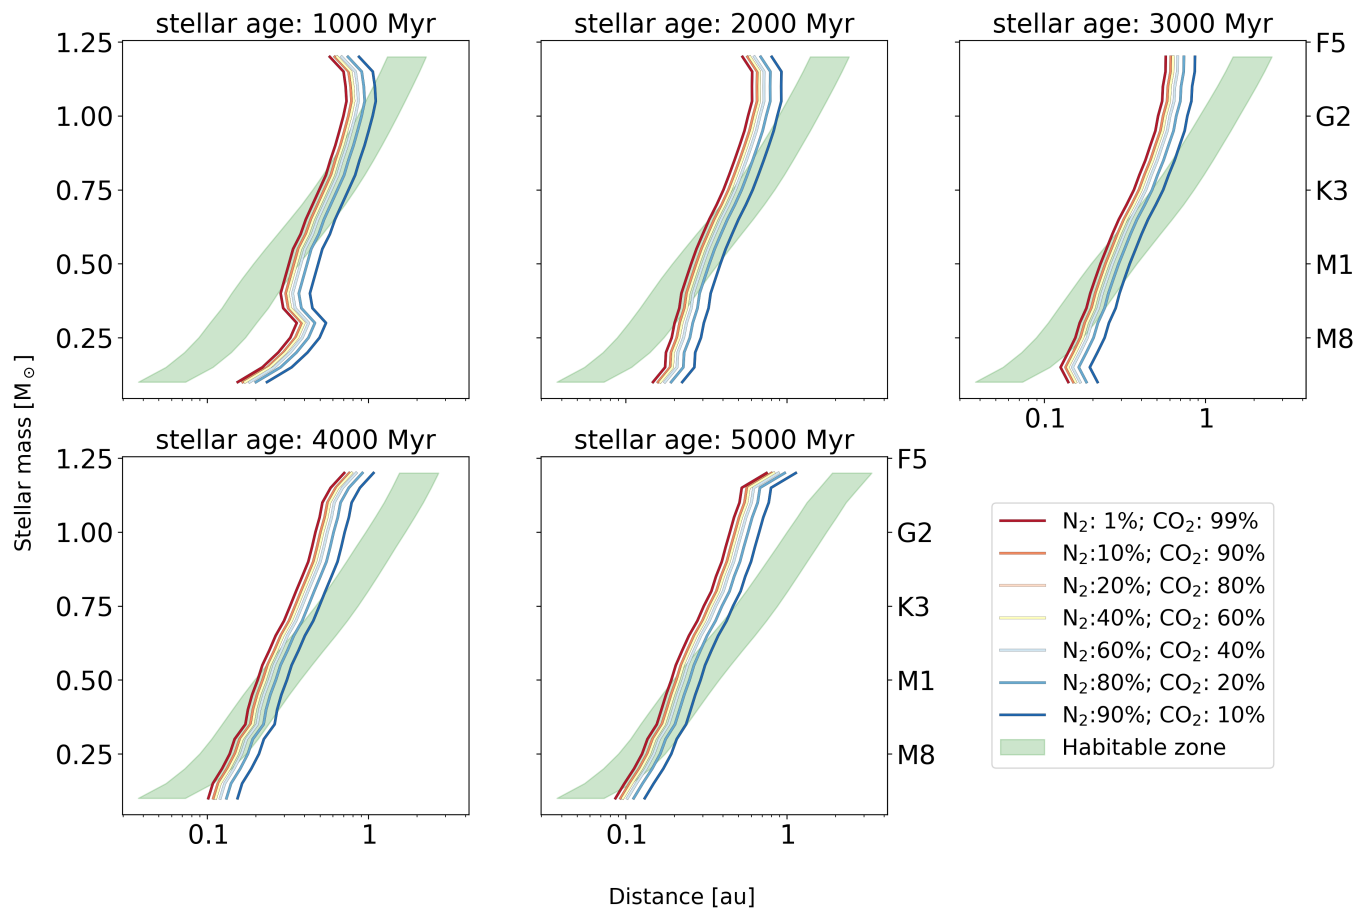 stellar age: 1000 Myr
stellar age: 2000 Myr
stellar age: 3000 Myr
1.25
1.00
0.75
0.50
0.25
F5
G2
K3
M1
M8
0.1
1
stellar age: 4000 Myr
stellar age: 5000 Myr
1.25
1.00
0.75
0.50
0.25
F5
G2
K3
M1
M8
0.1
1
0.1
1
Stellar mass [M☉]
Distance [au]
N₂: 1%; CO₂: 99%
N₂:10%; CO₂: 90%
N₂:20%; CO₂: 80%
N₂:40%; CO₂: 60%
N₂:60%; CO₂: 40%
N₂:80%; CO₂: 20%
N₂:90%; CO₂: 10%
Habitable zone